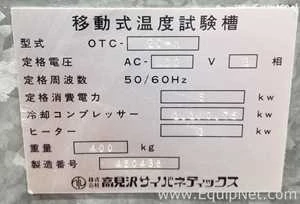 移動式温度試験槽
型式 OTC-
定格電圧 AC- V 相
定格周波数 50/60Hz
定格消費電力 kw
冷却コンプレッサー kw
ヒーター 3 kw
重量 400 kg
製造番号
株式会社 高見沢サイバネティックス
EquipNet.com